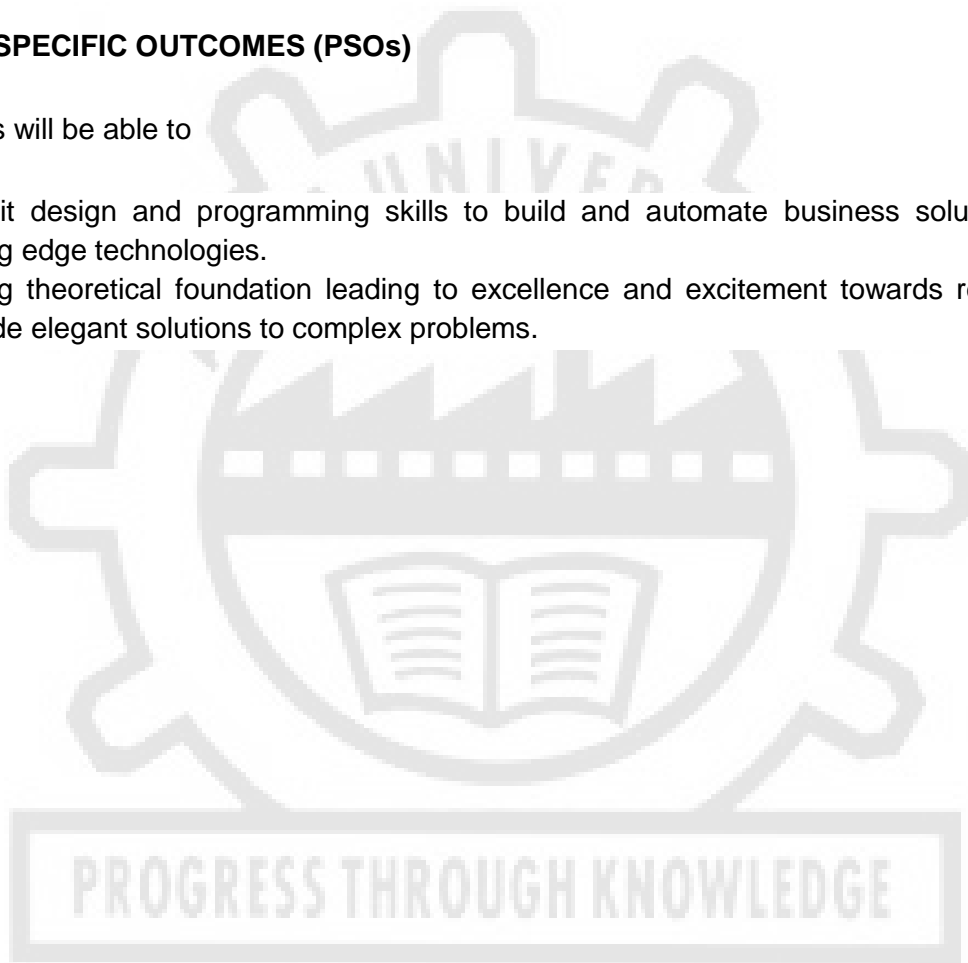 SPECIFIC OUTCOMES (PSOs)
s will be able to
UNIVER
it design and programming skills to build and automate business solu
g edge technologies.
g theoretical foundation leading to excellence and excitement towards re
de elegant solutions to complex problems.
PROGRESS THROUGH KNOWLEDGE